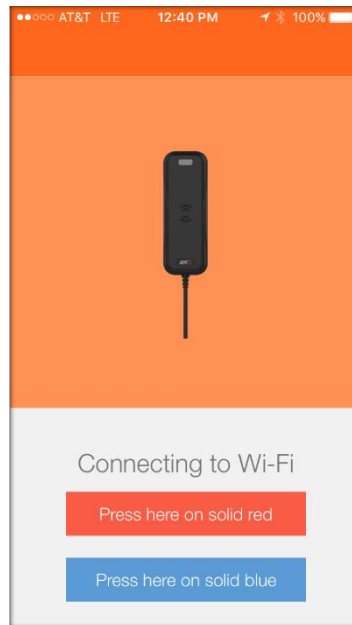 AT&T LTE 12:40 PM 100%
Connecting to Wi-Fi
Press here on solid red
Press here on solid blue